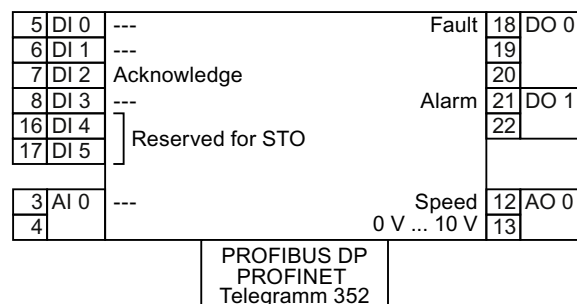 5 DI 0 --- Fault 18 DO 0
6 DI 1 --- 19
7 DI 2 Acknowledge 20
8 DI 3 --- Alarm 21 DO 1
16 DI 4 Reserved for STO 22
17 DI 5
3 AI 0 --- Speed 12 AO 0
4 0 V ... 10 V 13
PROFIBUS DP
PROFINET
Telegramm 352